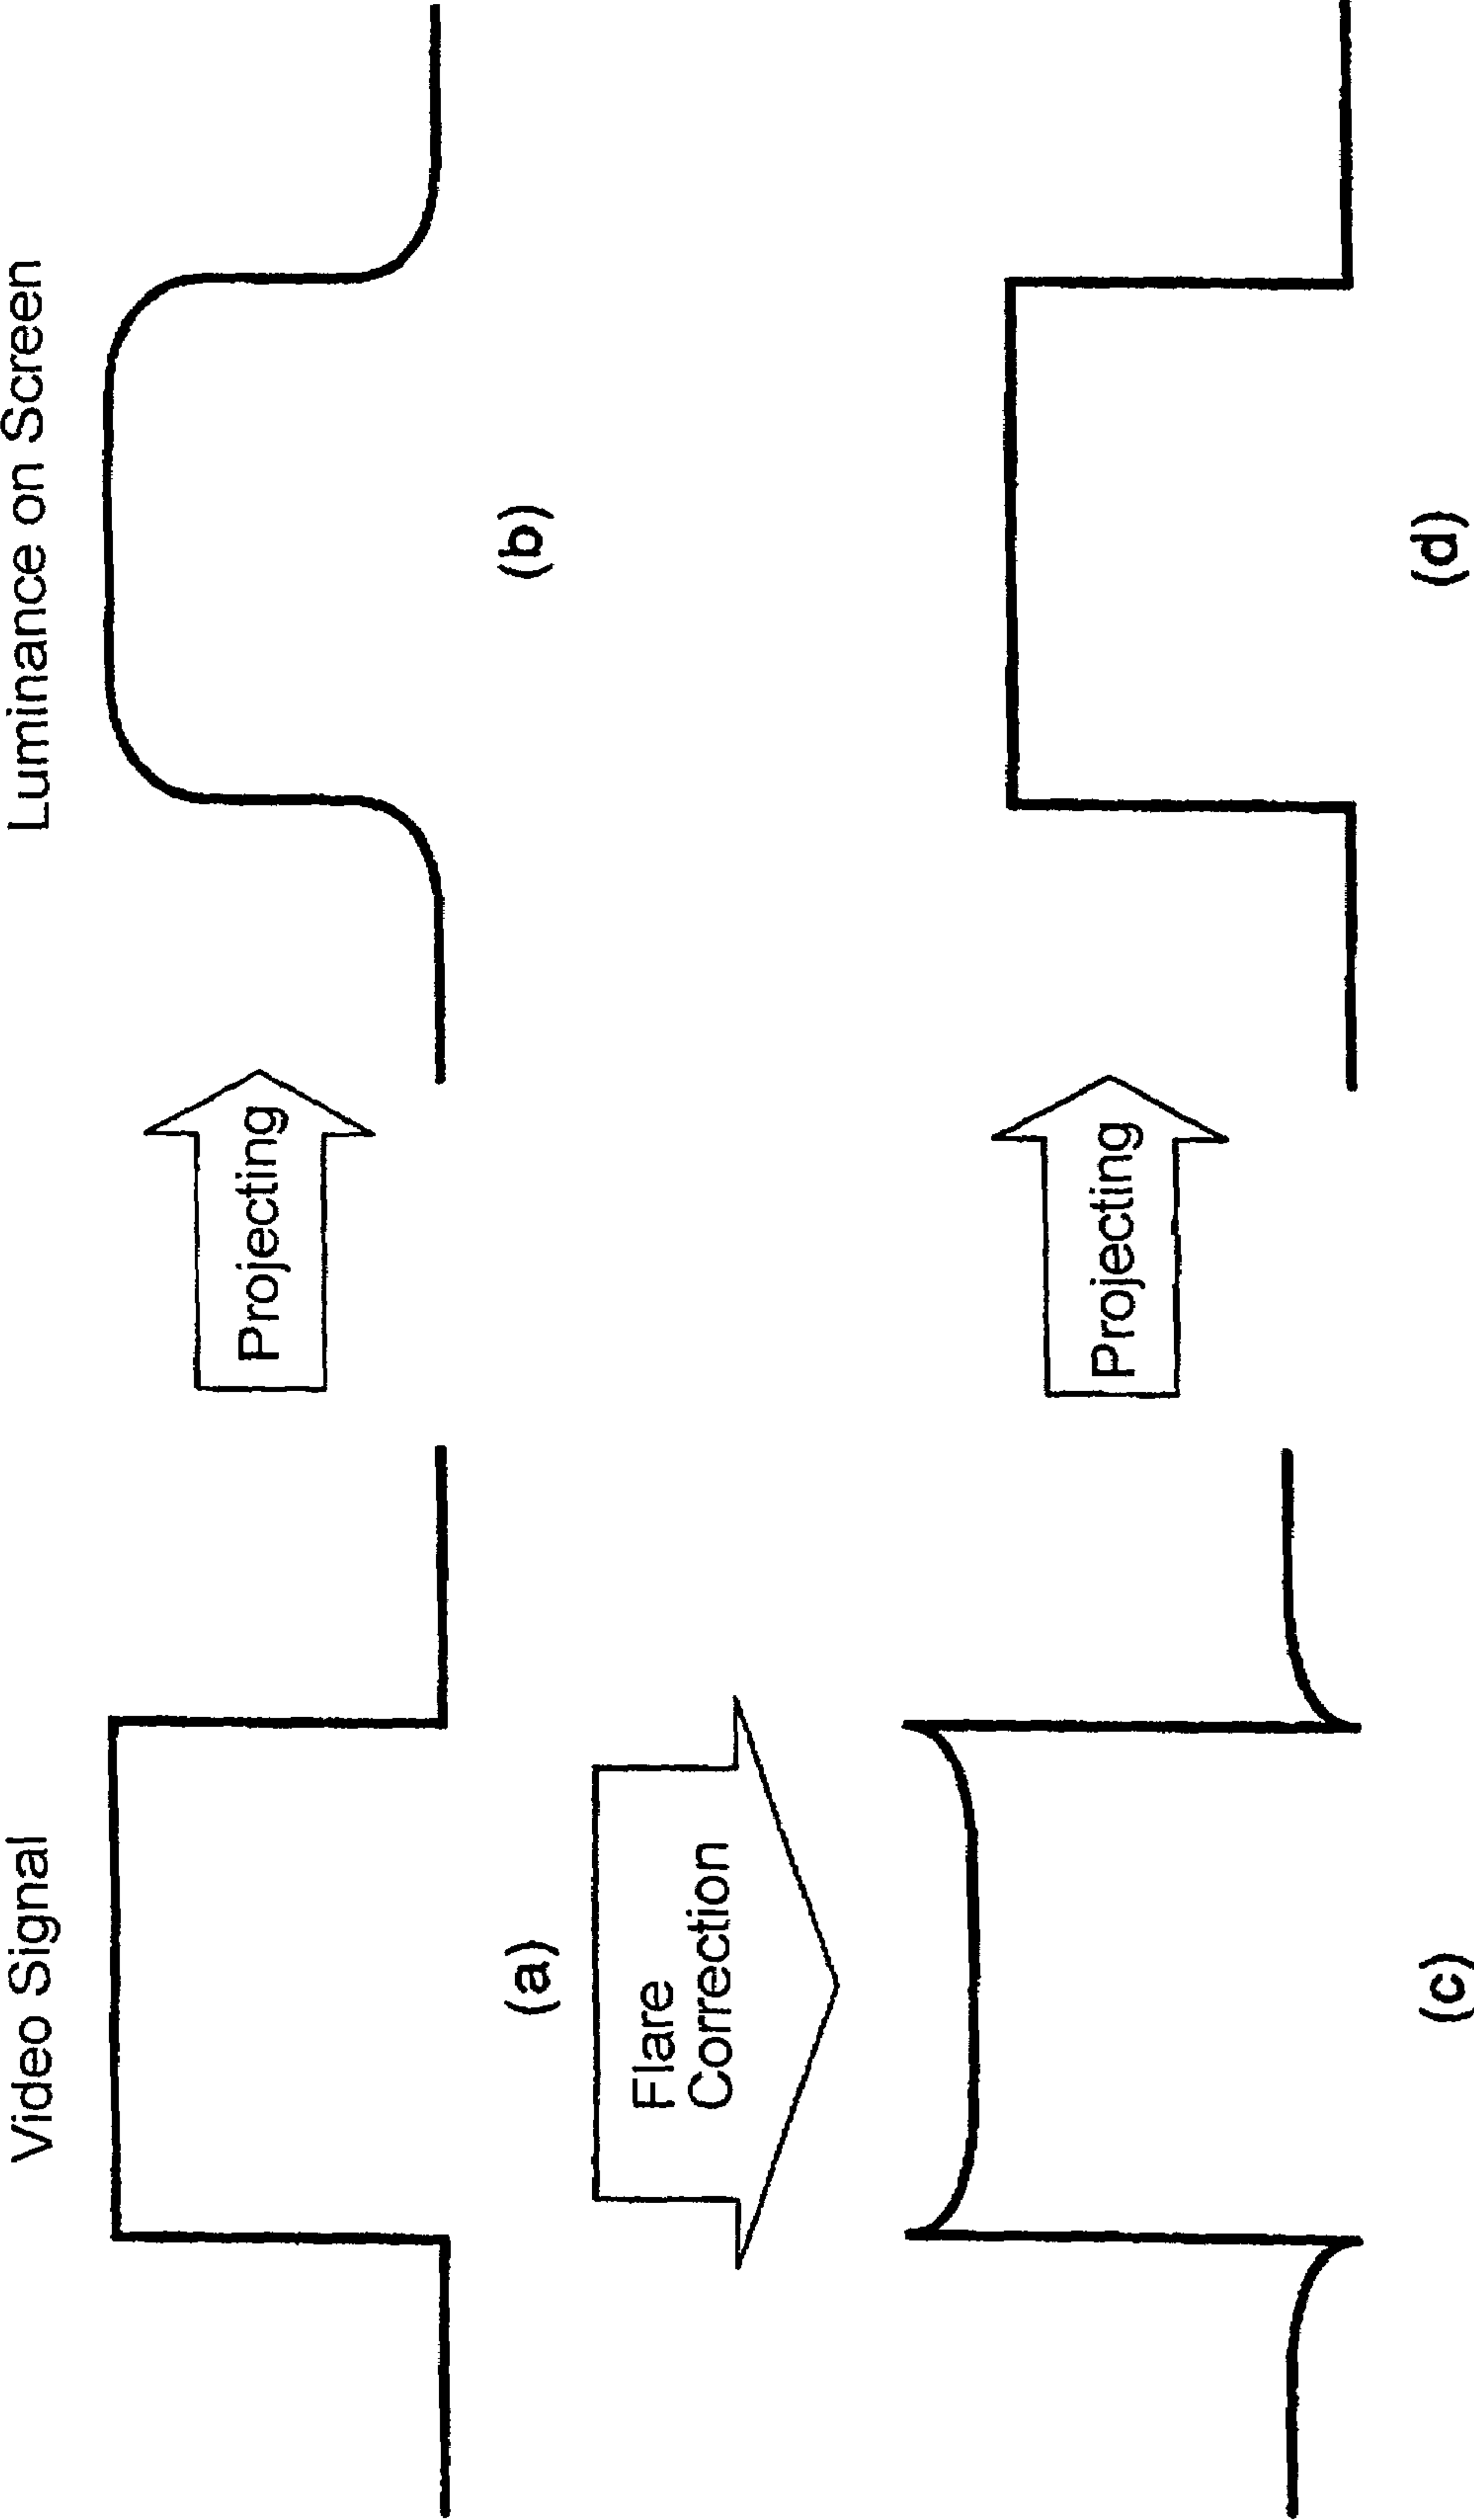 Video Signal
Luminance on Screen
Projecting
(a)
(b)
Flare
Correction
Projecting
(c)
(d)